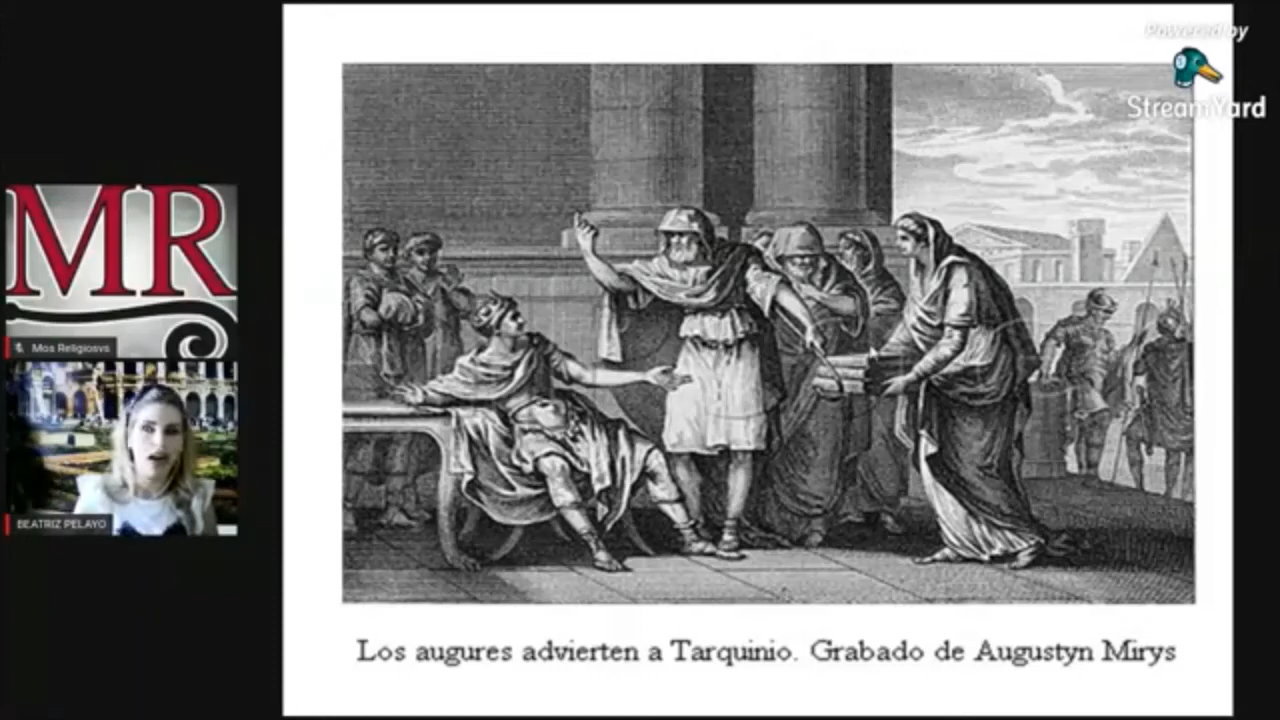 Powered by
StreamYard
MR
Mos Religiosvs
BEATRIZ PELAYO
Los augures advierten a Tarquinio. Grabado de Augustyn Mirys